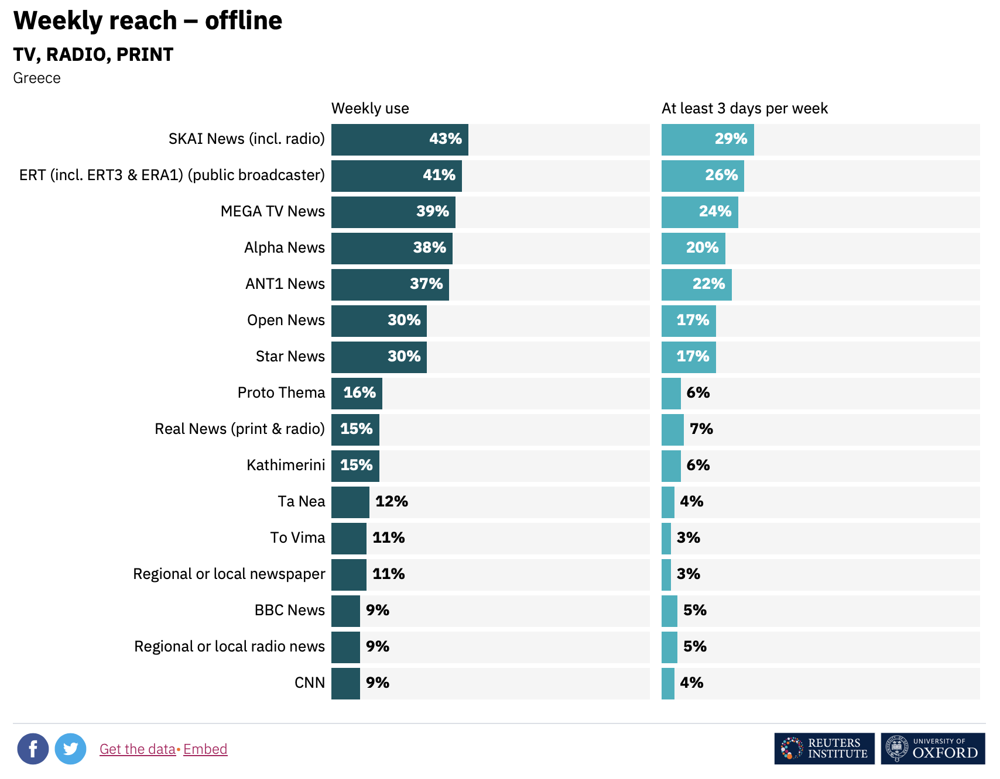 Weekly reach – offline
TV, RADIO, PRINT
Greece
Weekly use At least 3 days per week
SKAI News (incl. radio) 43% 29%
ERT (incl. ERT3 & ERA1) (public broadcaster) 41% 26%
MEGA TV News 39% 24%
Alpha News 38% 20%
ANT1 News 37% 22%
Open News 30% 17%
Star News 30% 17%
Proto Thema 16% 6%
Real News (print & radio) 15% 7%
Kathimerini 15% 6%
Ta Nea 12% 4%
To Vima 11% 3%
Regional or local newspaper 11% 3%
BBC News 9% 5%
Regional or local radio news 9% 5%
CNN 9% 4%
Get the data • Embed
REUTERS
INSTITUTE
UNIVERSITY OF
OXFORD